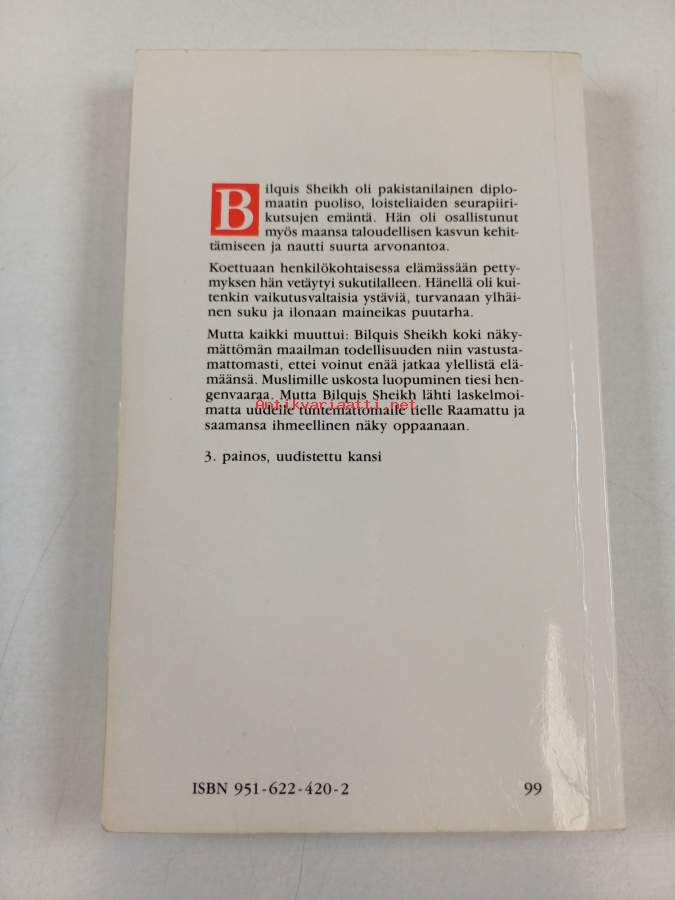 Bilquis Sheikh oli pakistanilainen diplo-
maatin puoliso, loisteliaiden seurapiiri-
kutsujen emäntä. Hän oli osallistunut
myös maansa taloudellisen kasvun kehit-
tämiseen ja nautti suurta arvonantoa.
Koettuaan henkilökohtaisessa elämässään petty-
myksen hän vetäytyi sukutilalleen. Hänellä oli kui-
tenkin vaikutusvaltaisia ystäviä, turvanaan ylhäi-
nen suku ja ilonaan maineikas puutarha.
Mutta kaikki muuttui: Bilquis Sheikh koki näky-
mättömän maailman todellisuuden niin vastusta-
mattomasti, ettei voinut enää jatkaa ylellistä elä-
määnsä. Muslimille uskosta luopuminen tiesi hen-
genvaaraa. Mutta Bilquis Sheikh lähti laskelmoi-
Antikvariaatti.net
matta uudelle tuntemattomalle tielle Raamattu ja
saamansa ihmeellinen näky oppaanaan.
3. painos, uudistettu kansi
ISBN 951-622-420-2 99